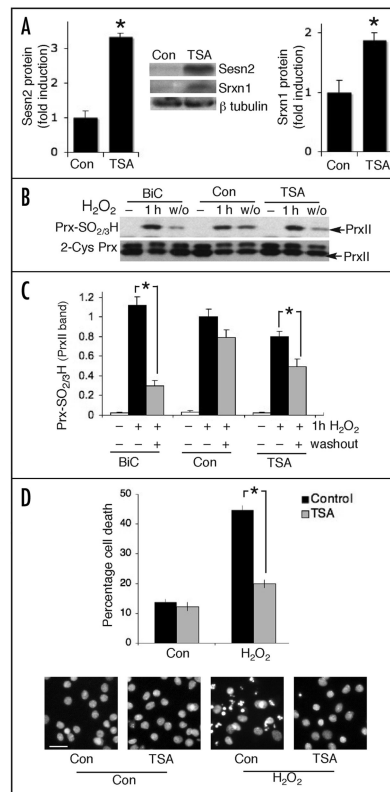 A
Sesn2 protein
(fold induction)
3
2
1
0
*
Con TSA
Con TSA
Sesn2
Srxn1
β tubulin
Srxn1 protein
(fold induction)
2
1
0
*
Con TSA
B
BiC Con TSA
H2O2 – 1 h w/o – 1 h w/o – 1 h w/o
Prx-SO2/3H
PrxII
2-Cys Prx
PrxII
C
Prx-SO2/3H (PrxII band)
1.2
1
0.8
0.6
0.4
0.2
0
*
*
– + + – + + – + + 1h H2O2
– – + – – + – – + washout
BiC Con TSA
D
Percentage cell death
50
40
30
20
10
0
*
Control
TSA
Con H2O2
Con TSA Con TSA
Con H2O2